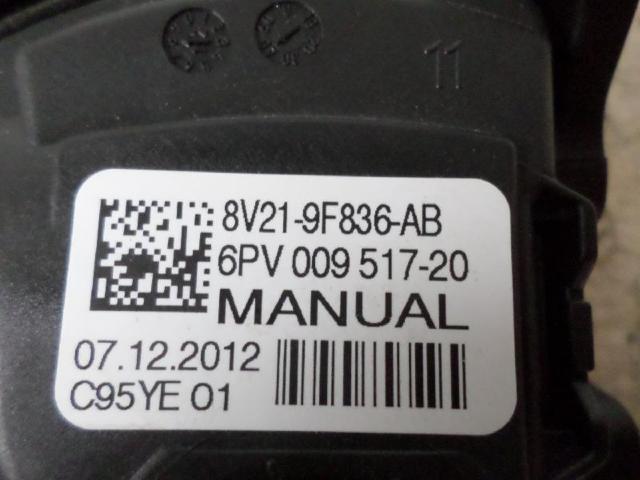 11
8V21-9F836-AB
6PV 009 517-20
MANUAL
07.12.2012
C95YE 01